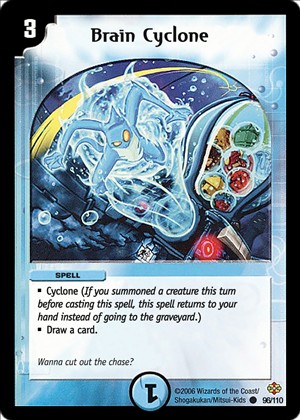 3
Brain Cyclone
SPELL
▪ Cyclone (If you summoned a creature this turn
before casting this spell, this spell returns to your
hand instead of going to the graveyard.)
▪ Draw a card.
Wanna cut out the chase?
©2006 Wizards of the Coast/
Shogakukan/Mitsui-Kids ● 96/110
1